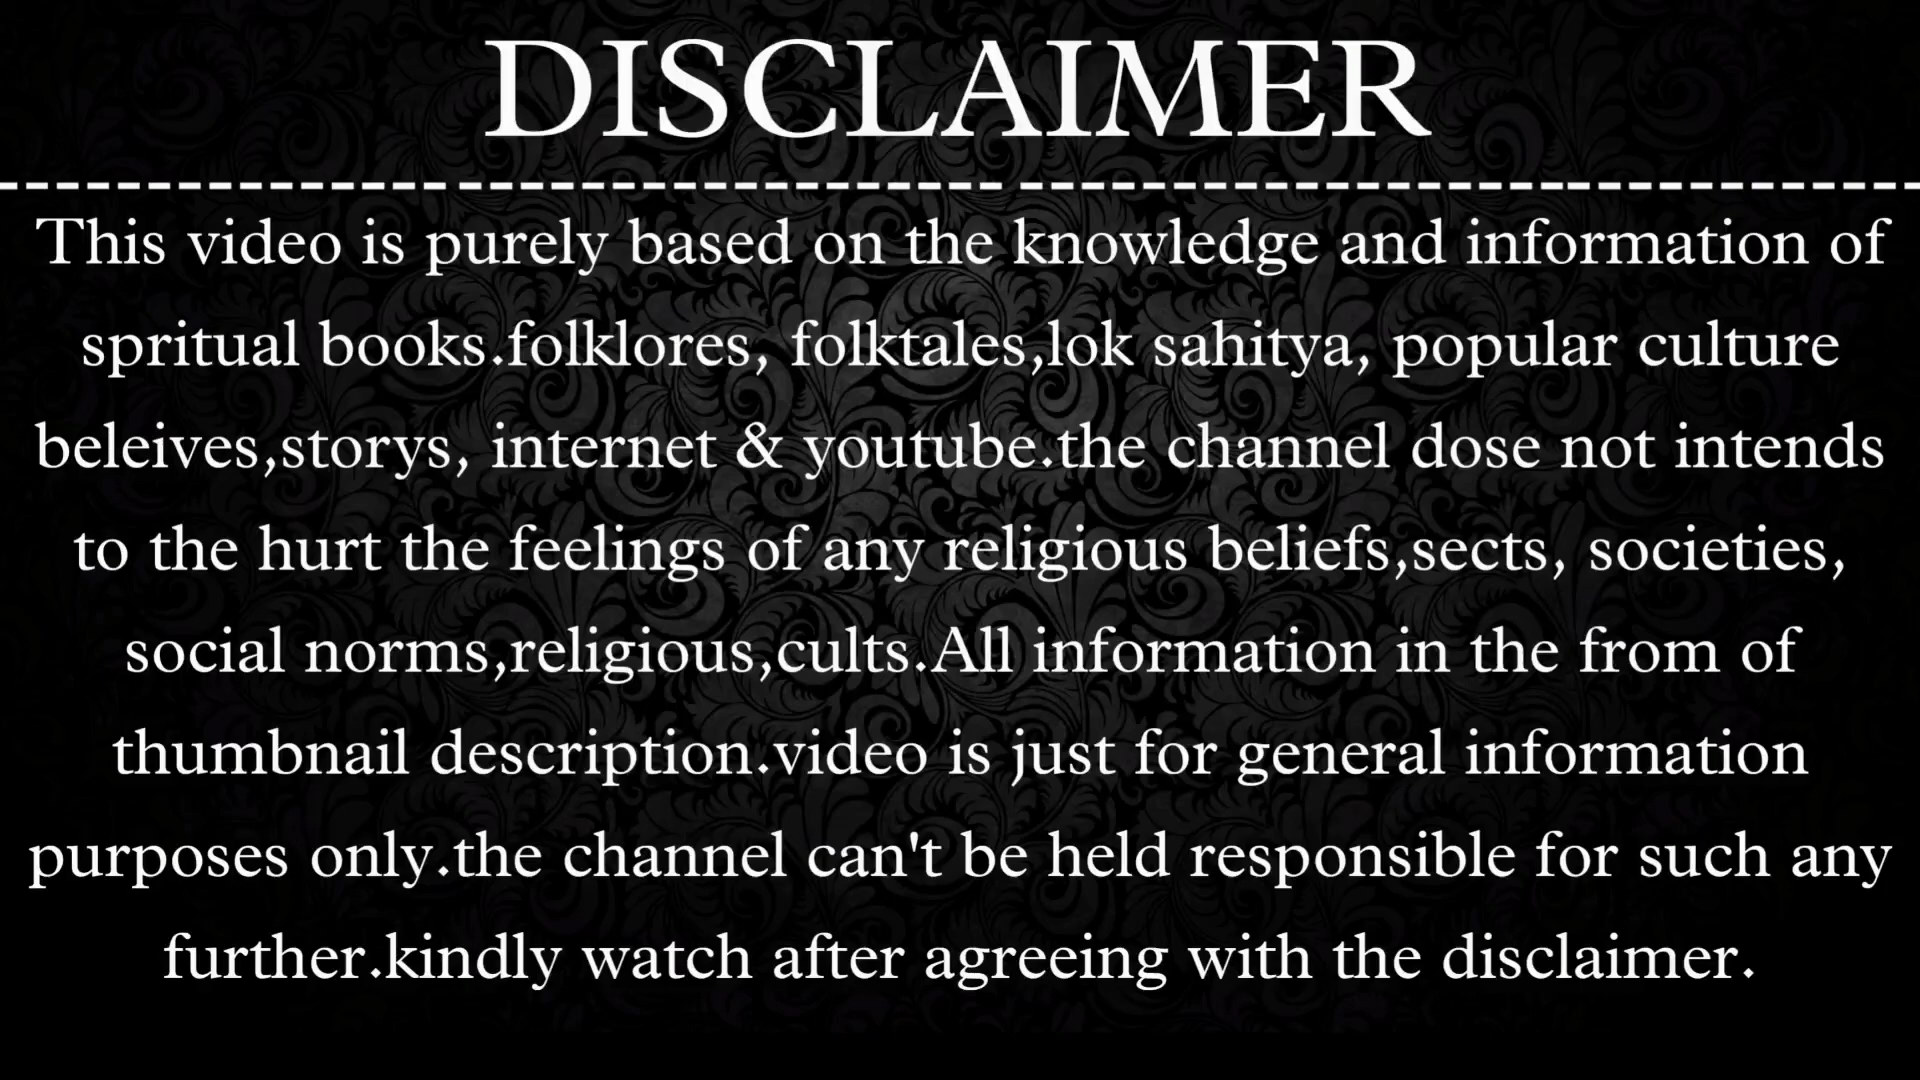 DISCLAIMER
This video is purely based on the knowledge and information of
spritual books.folklores, folktales,lok sahitya, popular culture
beleives,storys, internet & youtube.the channel dose not intends
to the hurt the feelings of any religious beliefs,sects, societies,
social norms,religious,cults.All information in the from of
thumbnail description.video is just for general information
purposes only.the channel can't be held responsible for such any
further.kindly watch after agreeing with the disclaimer.